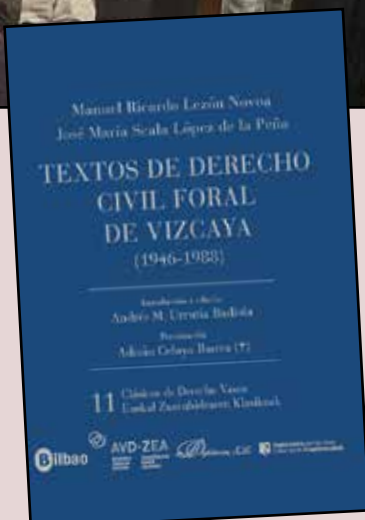 Manuel Ricardo Lezón Novoa
José María Scala López de la Peña
TEXTOS DE DERECHO
CIVIL FORAL
DE VIZCAYA
(1946-1988)
Introducción y edición
Andrés M. Urrutia Badiola
Presentación
Adrián Celaya Ibarra (†)
11
Clásicos de Derecho Vasco
Euskal Zuzenbidearen Klasikoak
Bilbao
AVD-ZEA